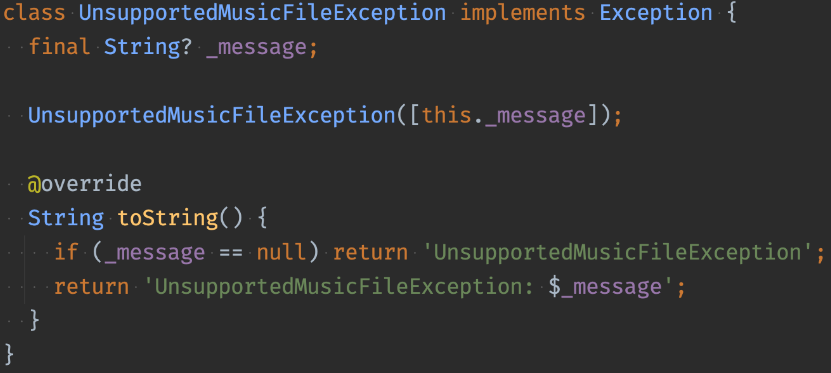 class UnsupportedMusicFileException implements Exception {
  final String? _message;

  UnsupportedMusicFileException([this._message]);

  @override
  String toString() {
    if (_message == null) return 'UnsupportedMusicFileException';
    return 'UnsupportedMusicFileException: $_message';
  }
}